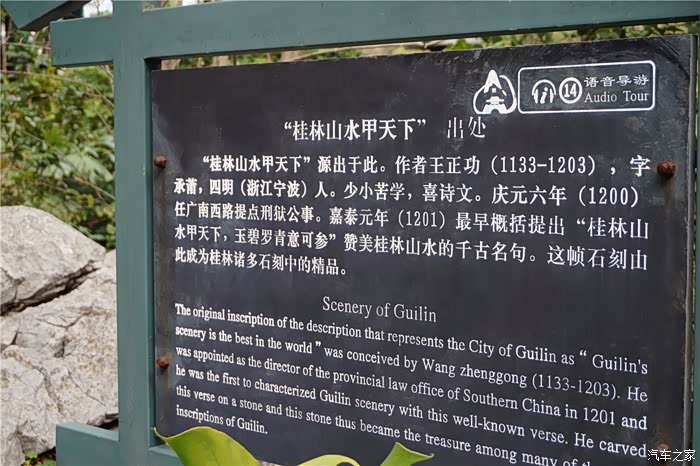 14
语音导游
Audio Tour
“桂林山水甲天下” 出处
“桂林山水甲天下”源出于此。作者王正功（1133-1203），字
承莆，四明（浙江宁波）人。少小苦学，喜诗文。庆元六年（1200）
任广南西路提点刑狱公事。嘉泰元年（1201）最早概括提出“桂林山
水甲天下，玉碧罗青意可参”赞美桂林山水的千古名句。这帧石刻由
此成为桂林诸多石刻中的精品。
Scenery of Guilin
The original inscription of the description that represents the City of Guilin as “ Guilin's
scenery is the best in the world ” was conceived by Wang zhenggong (1133-1203). He
was appointed as the director of the provincial law office of Southern China in 1201 and
he was the first to characterized Guilin scenery with this well-known verse. He carved
this verse on a stone and this stone thus became the treasure among many of the
inscriptions of Guilin.
汽车之家